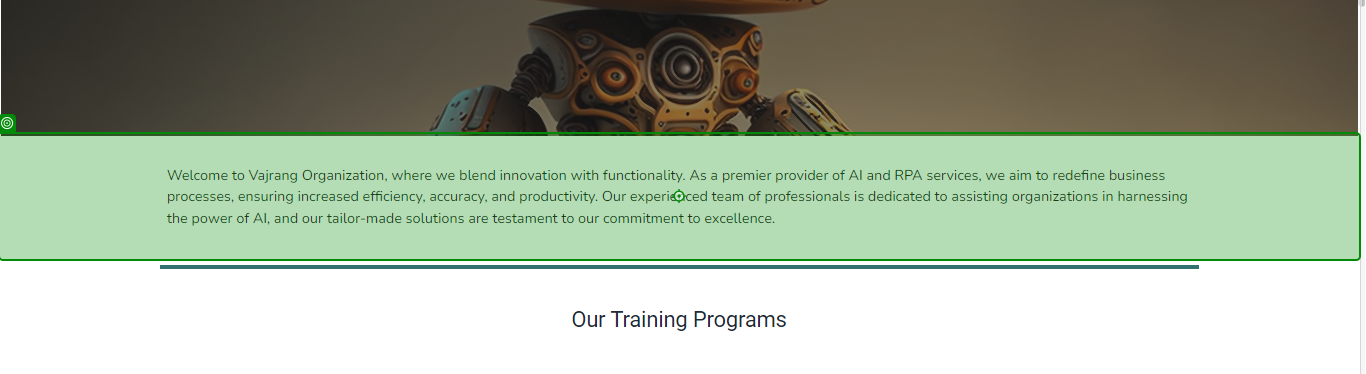 Welcome to Vajrang Organization, where we blend innovation with functionality. As a premier provider of AI and RPA services, we aim to redefine business
processes, ensuring increased efficiency, accuracy, and productivity. Our experienced team of professionals is dedicated to assisting organizations in harnessing
the power of AI, and our tailor-made solutions are testament to our commitment to excellence.
Our Training Programs